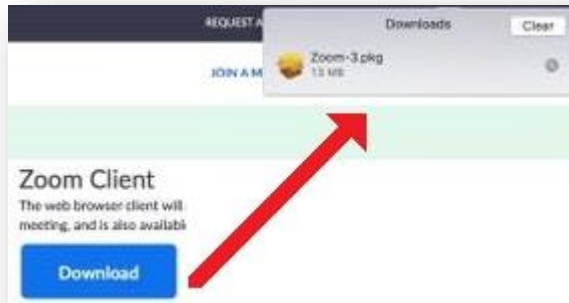 REQUEST A
Downloads
Clear
Zoom-3.pkg
13 MB
JOIN A M
Zoom Client
The web browser client will
meeting, and is also availabl
Download